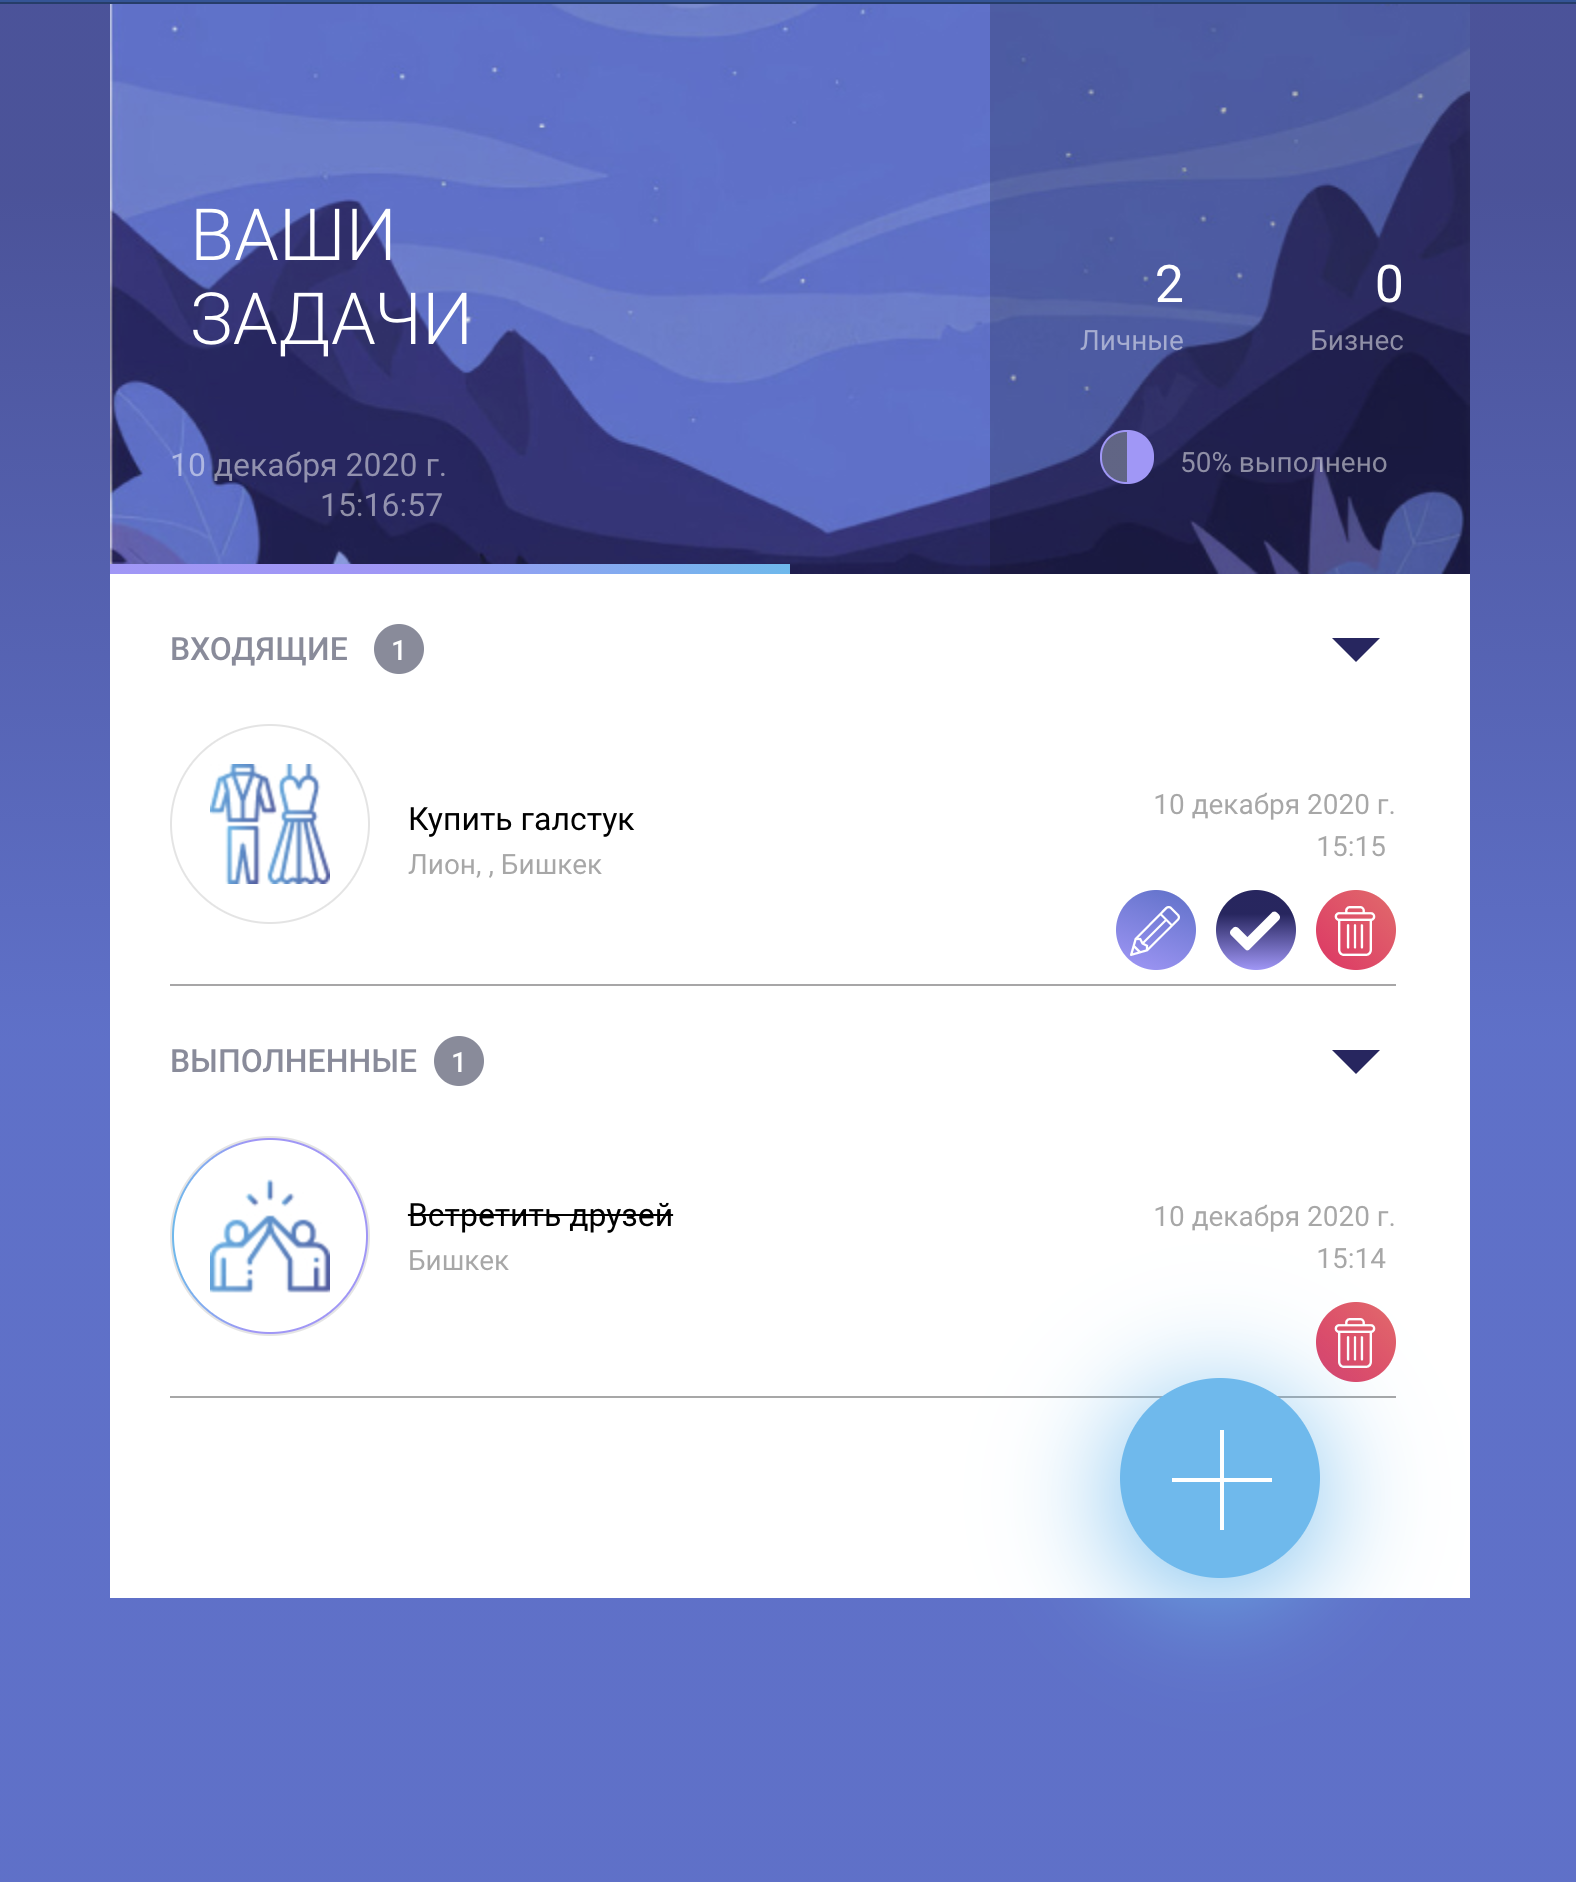 ВАШИ
ЗАДАЧИ
2
0
Личные
Бизнес
10 декабря 2020 г.
15:16:57
50% выполнено
ВХОДЯЩИЕ 1
Купить галстук
Лион, , Бишкек
10 декабря 2020 г.
15:15
ВЫПОЛНЕННЫЕ 1
Встретить друзей
Бишкек
10 декабря 2020 г.
15:14